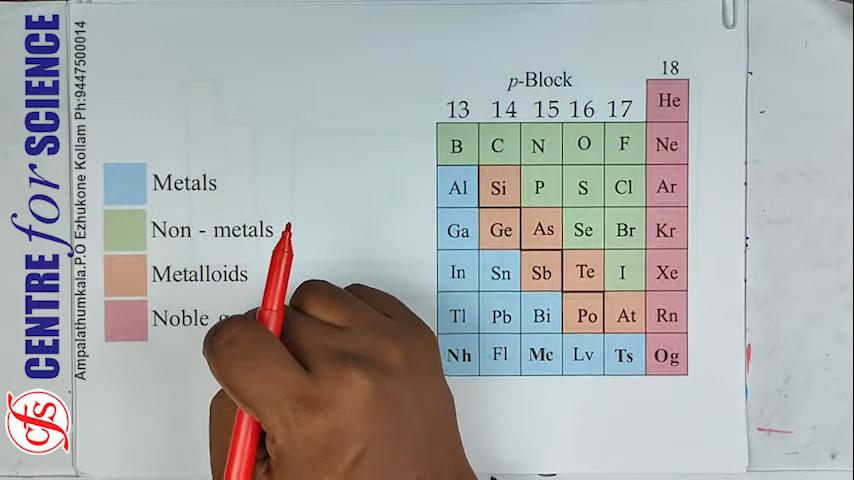 CENTRE for SCIENCE
Ampalathumkala.P.O Ezhukone Kollam Ph:9447500014
cfs
Metals
Non - metals
Metalloids
Noble
p-Block
18
13 14 15 16 17
He
B C N O F Ne
Al Si P S Cl Ar
Ga Ge As Se Br Kr
In Sn Sb Te I Xe
Tl Pb Bi Po At Rn
Nh Fl Mc Lv Ts Og